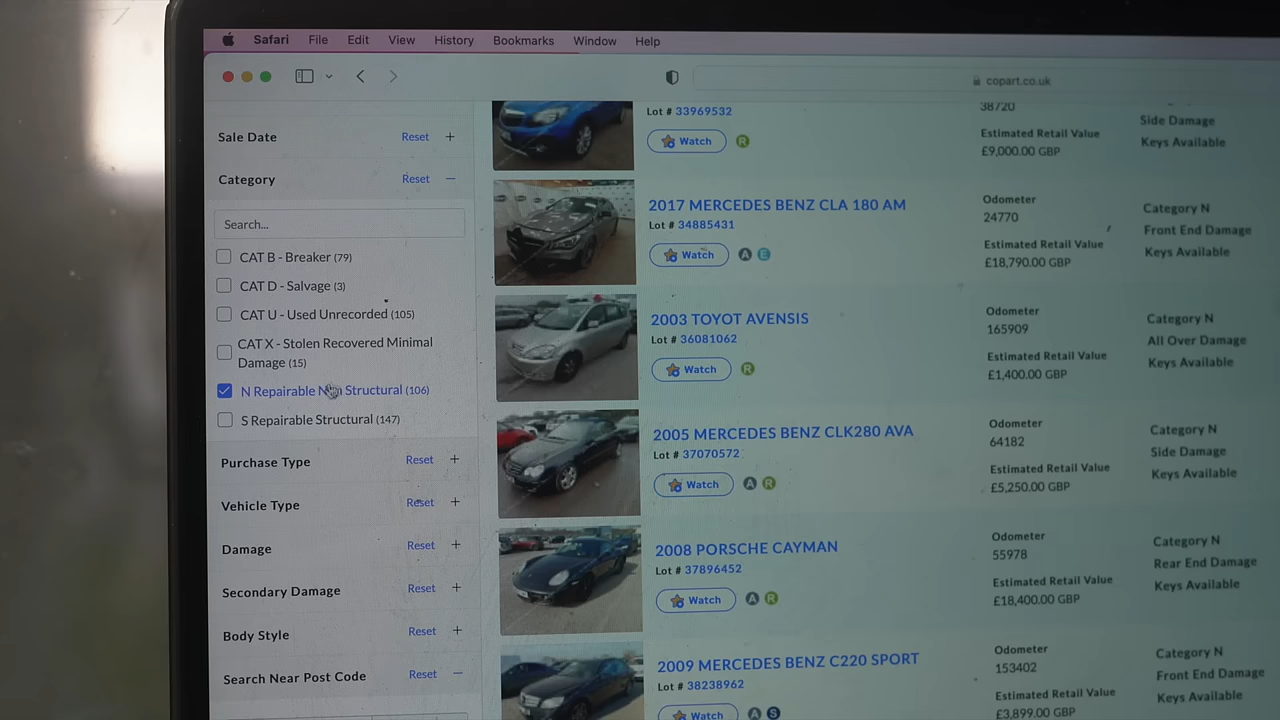 Safari File Edit View History Bookmarks Window Help
copart.co.uk
Sale Date Reset +
Category Reset −
Search...
CAT B - Breaker (79)
CAT D - Salvage (3)
CAT U - Used Unrecorded (105)
CAT X - Stolen Recovered Minimal
Damage (15)
N Repairable Non Structural (106)
S Repairable Structural (147)
Purchase Type Reset +
Vehicle Type Reset +
Damage Reset +
Secondary Damage Reset +
Body Style Reset +
Search Near Post Code Reset −
Lot # 33969532
Watch R
38720
Estimated Retail Value
£9,000.00 GBP
Side Damage
Keys Available
2017 MERCEDES BENZ CLA 180 AM
Lot # 34885431
Watch A E
Odometer
24770
Estimated Retail Value
£18,790.00 GBP
Category N
Front End Damage
Keys Available
2003 TOYOT AVENSIS
Lot # 36081062
Watch R
Odometer
165909
Estimated Retail Value
£1,400.00 GBP
Category N
All Over Damage
Keys Available
2005 MERCEDES BENZ CLK280 AVA
Lot # 37070572
Watch A R
Odometer
64182
Estimated Retail Value
£5,250.00 GBP
Category N
Side Damage
Keys Available
2008 PORSCHE CAYMAN
Lot # 37896452
Watch A R
Odometer
55978
Estimated Retail Value
£18,400.00 GBP
Category N
Rear End Damage
Keys Available
2009 MERCEDES BENZ C220 SPORT
Lot # 38238962
Watch A S
Odometer
153402
Estimated Retail Value
£3,899.00 GBP
Category N
Front End Damage
Keys Available